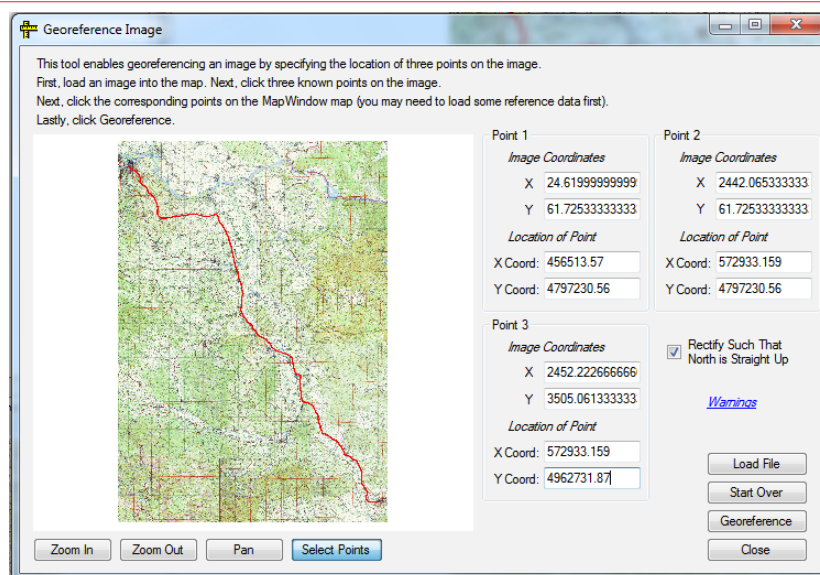 Georeference Image
This tool enables georeferencing an image by specifying the location of three points on the image.
First, load an image into the map. Next, click three known points on the image.
Next, click the corresponding points on the MapWindow map (you may need to load some reference data first).
Lastly, click Georeference.
Point 1
Image Coordinates
X 24.61999999999
Y 61.72533333333
Location of Point
X Coord: 456513.57
Y Coord: 4797230.56
Point 2
Image Coordinates
X 2442.065333333
Y 61.72533333333
Location of Point
X Coord: 572933.159
Y Coord: 4797230.56
Point 3
Image Coordinates
X 2452.222666666
Y 3505.061333333
Location of Point
X Coord: 572933.159
Y Coord: 4962731.87
Rectify Such That
North is Straight Up
Warnings
Load File
Start Over
Georeference
Close
Zoom In
Zoom Out
Pan
Select Points